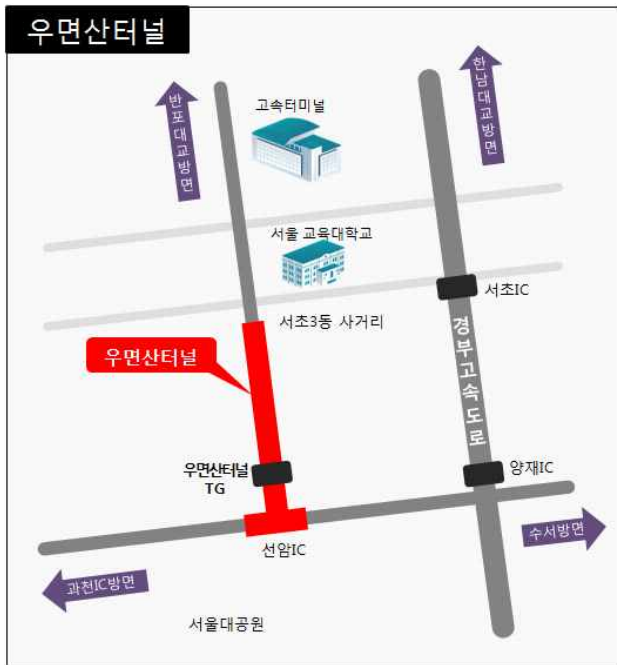 우면산터널
반포대교방면
고속터미널
한남대교방면
서울 교육대학교
서초IC
서초3동 사거리
경부고속도로
우면산터널
우면산터널
TG
양재IC
선암IC
수서방면
과천IC방면
서울대공원